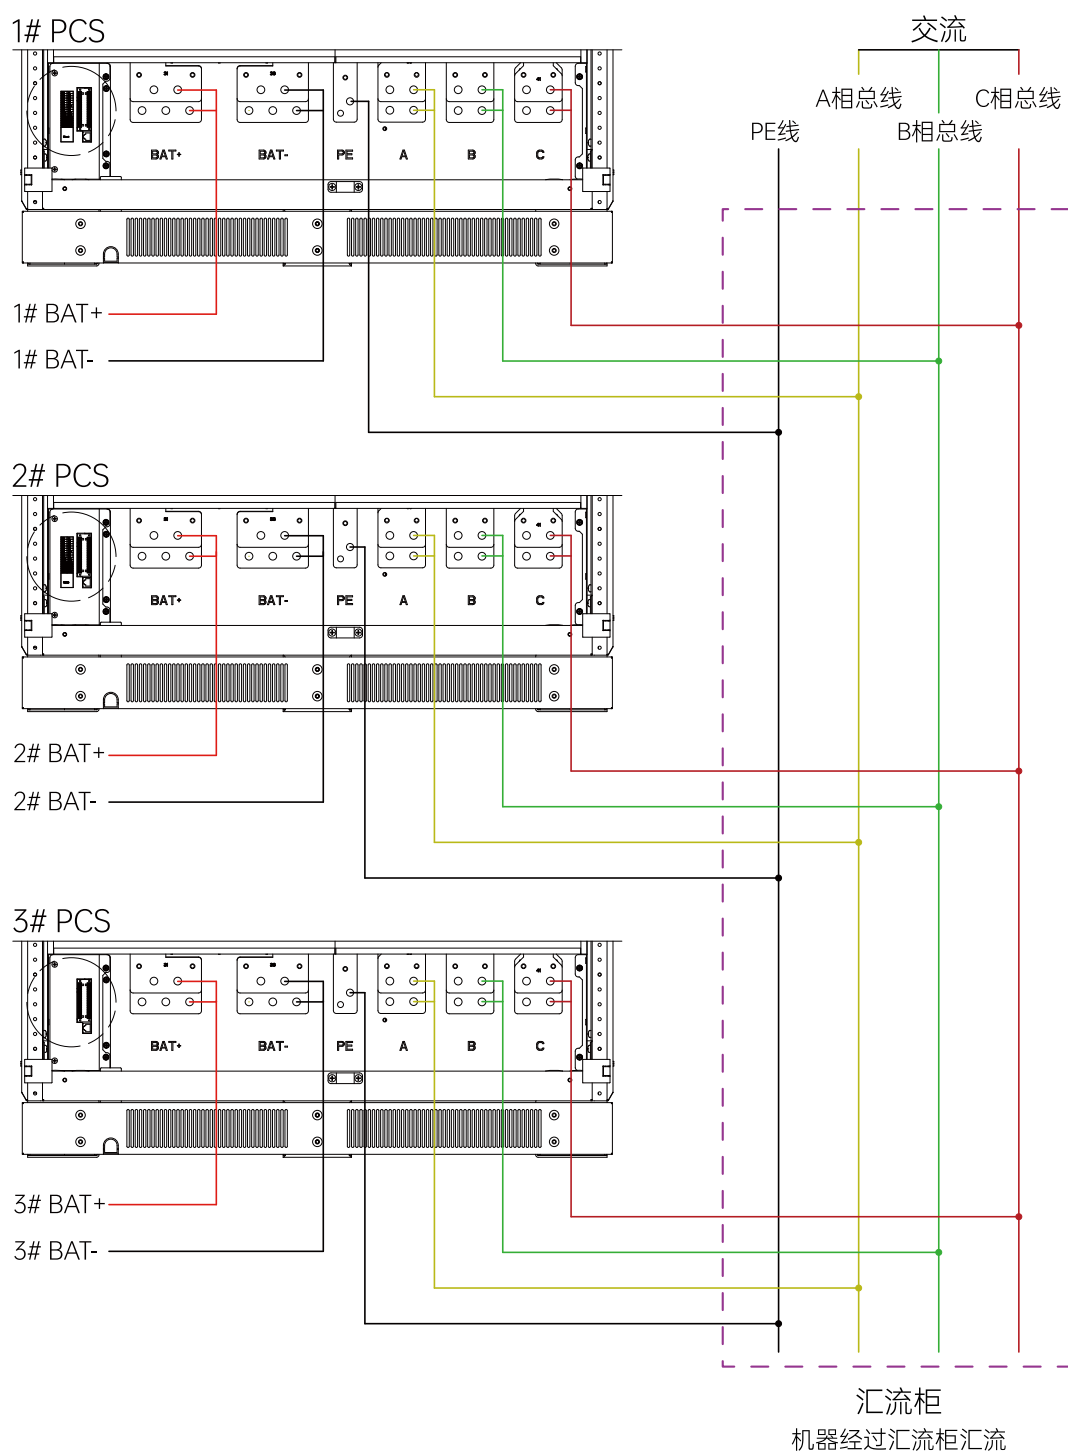 1# PCS
交流
A相总线
C相总线
PE线
B相总线
BAT+ BAT- PE A B C
1# BAT+
1# BAT-
2# PCS
BAT+ BAT- PE A B C
2# BAT+
2# BAT-
3# PCS
BAT+ BAT- PE A B C
3# BAT+
3# BAT-
汇流柜
机器经过汇流柜汇流